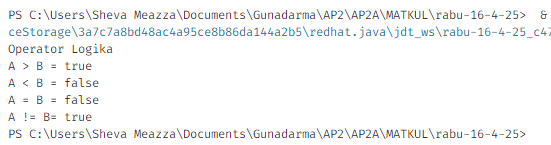 PS C:\Users\Sheva Meazza\Documents\Gunadarma\AP2\AP2A\MATKUL\rabu-16-4-25>  &
ceStorage\3a7c7a8bd48ac4a95ce8b86da144a2b5\redhat.java\jdt_ws\rabu-16-4-25_c47
Operator Logika
A > B = true
A < B = false
A = B = false
A != B= true
PS C:\Users\Sheva Meazza\Documents\Gunadarma\AP2\AP2A\MATKUL\rabu-16-4-25>